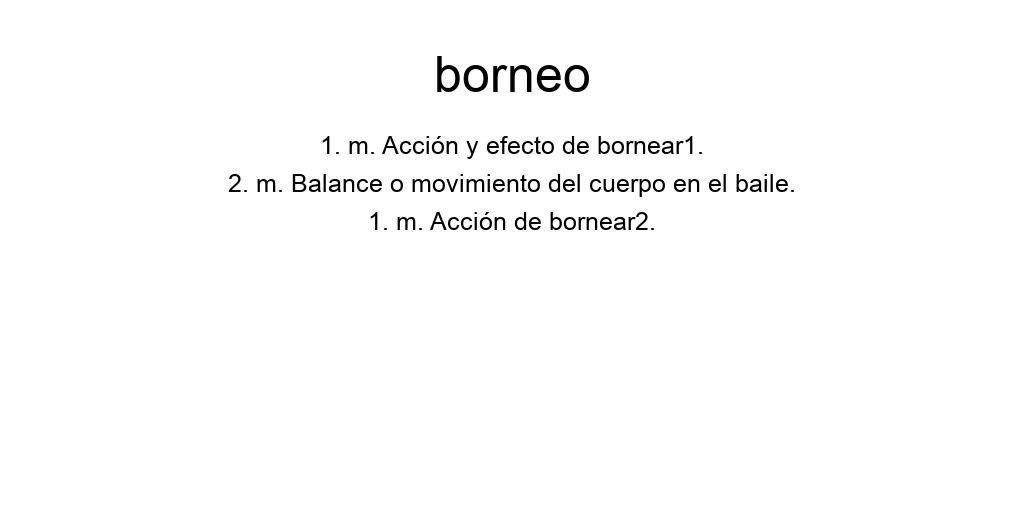 borneo
1. m. Acción y efecto de bornear1.
2. m. Balance o movimiento del cuerpo en el baile.
1. m. Acción de bornear2.